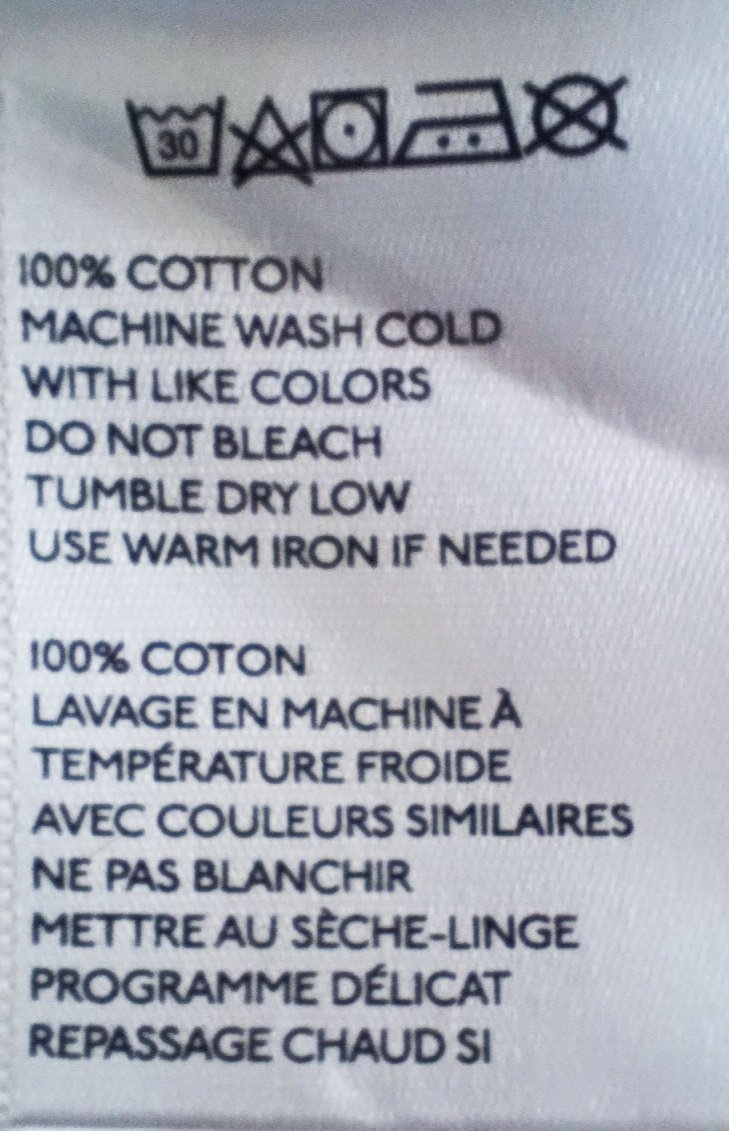 30
100% COTTON
MACHINE WASH COLD
WITH LIKE COLORS
DO NOT BLEACH
TUMBLE DRY LOW
USE WARM IRON IF NEEDED
100% COTON
LAVAGE EN MACHINE À
TEMPÉRATURE FROIDE
AVEC COULEURS SIMILAIRES
NE PAS BLANCHIR
METTRE AU SÈCHE-LINGE
PROGRAMME DÉLICAT
REPASSAGE CHAUD SI